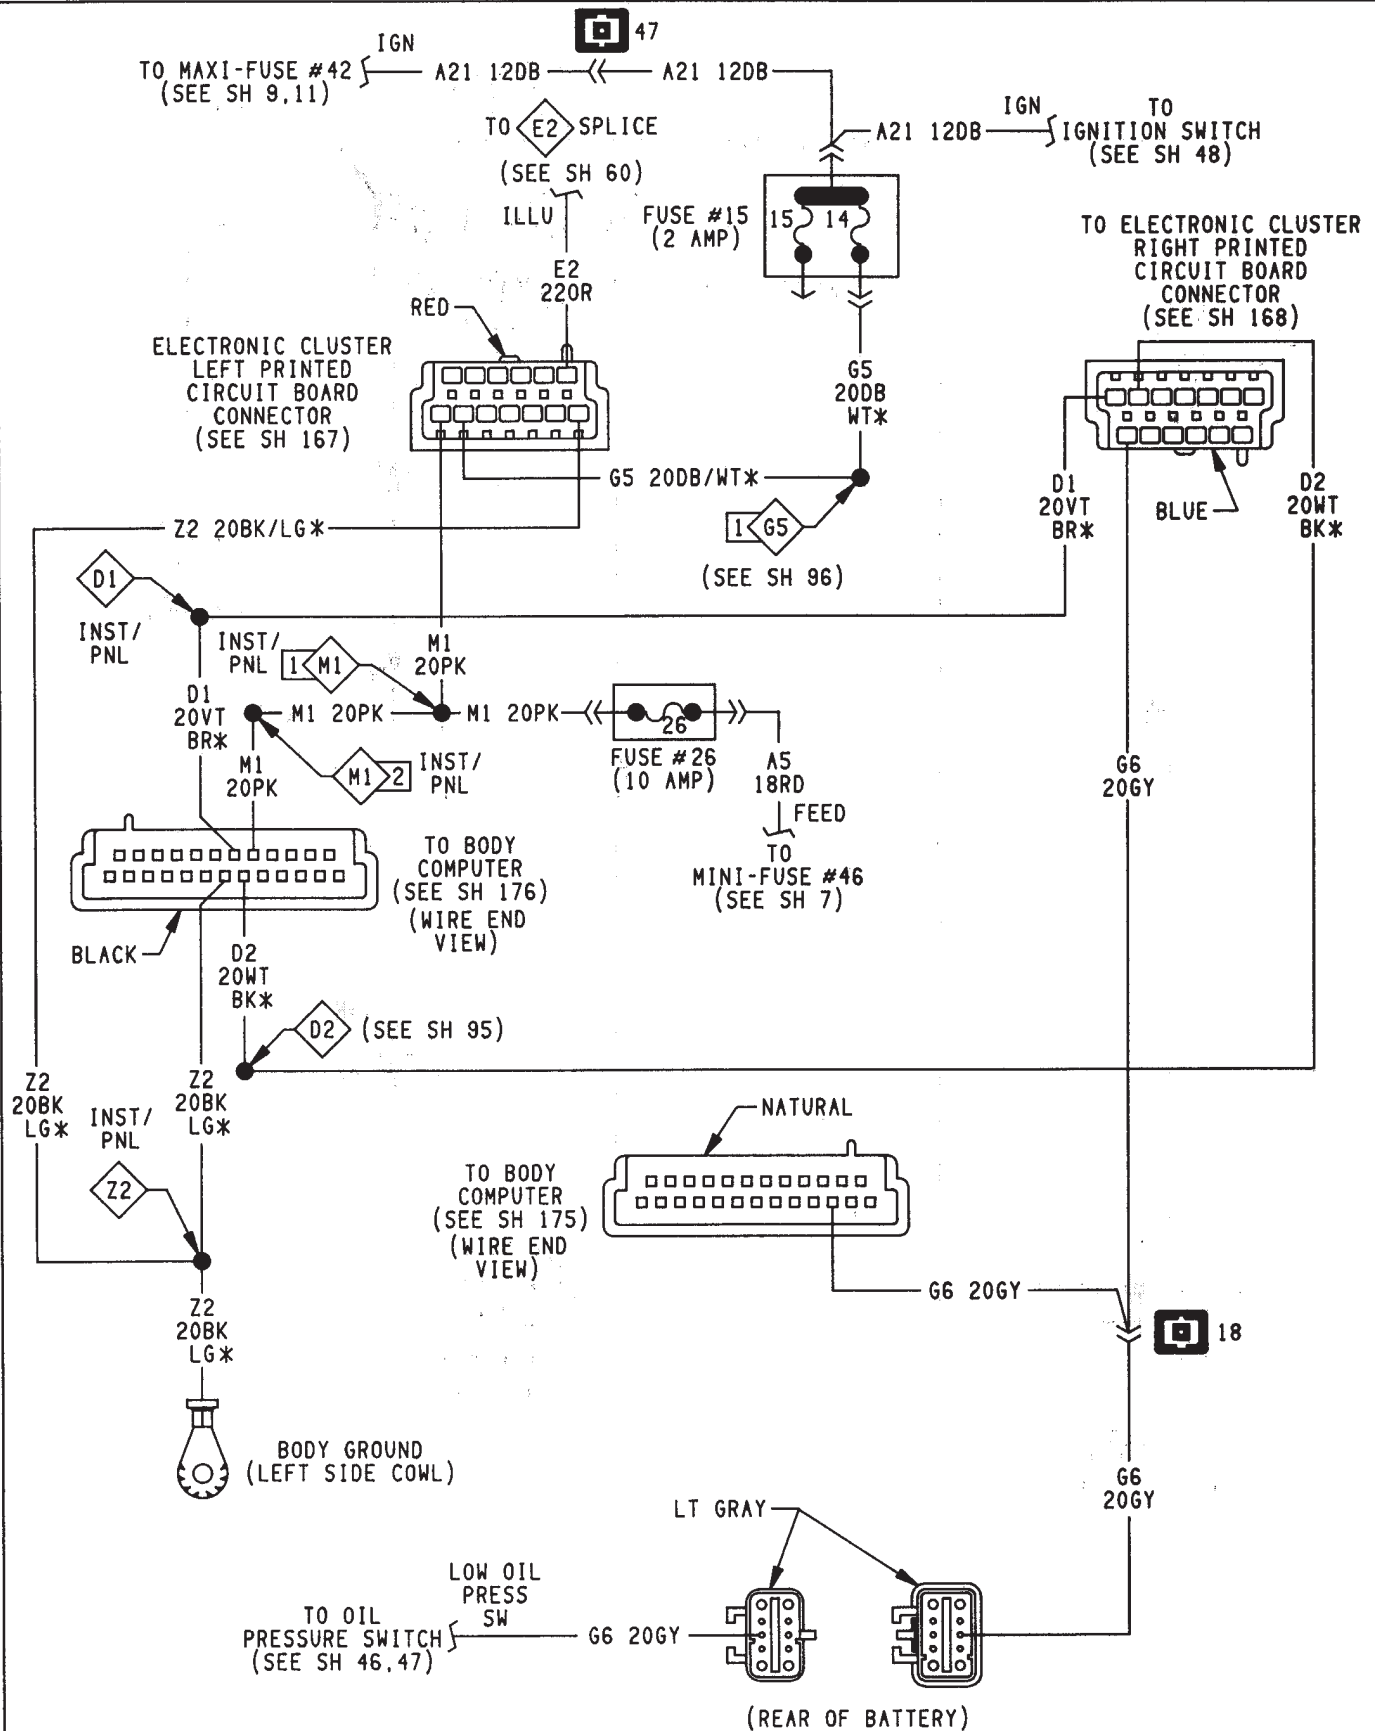 47
IGN
TO MAXI-FUSE #42
(SEE SH 9,11)
A21 12DB
A21 12DB
TO E2 SPLICE
(SEE SH 60)
ILLU
A21 12DB
IGN
TO
IGNITION SWITCH
(SEE SH 48)
FUSE #15
(2 AMP)
15
14
E2
22OR
RED
ELECTRONIC CLUSTER
LEFT PRINTED
CIRCUIT BOARD
CONNECTOR
(SEE SH 167)
TO ELECTRONIC CLUSTER
RIGHT PRINTED
CIRCUIT BOARD
CONNECTOR
(SEE SH 168)
G5
20DB
WT*
G5 20DB/WT*
1 G5
(SEE SH 96)
D1
20VT
BR*
BLUE
D2
20WT
BK*
Z2 20BK/LG*
D1
INST/
PNL
INST/
PNL
1 M1
M1
20PK
D1
20VT
BR*
M1 20PK
M1 20PK
26
FUSE #26
(10 AMP)
M1
20PK
M1 2
INST/
PNL
A5
18RD
FEED
TO
MINI-FUSE #46
(SEE SH 7)
G6
20GY
TO BODY
COMPUTER
(SEE SH 176)
(WIRE END
VIEW)
BLACK
D2
20WT
BK*
D2
(SEE SH 95)
Z2
20BK
LG*
INST/
PNL
Z2
20BK
LG*
Z2
NATURAL
TO BODY
COMPUTER
(SEE SH 175)
(WIRE END
VIEW)
G6 20GY
18
Z2
20BK
LG*
BODY GROUND
(LEFT SIDE COWL)
G6
20GY
LT GRAY
LOW OIL
PRESS
SW
TO OIL
PRESSURE SWITCH
(SEE SH 46,47)
G6 20GY
(REAR OF BATTERY)